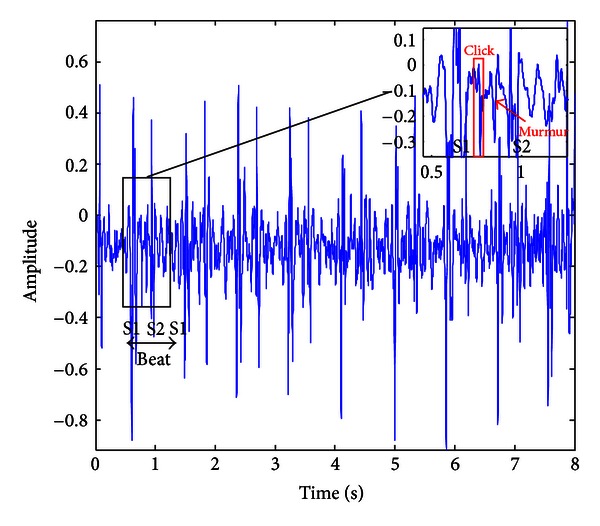 0.6
0.4
0.2
0
−0.2
−0.4
−0.6
−0.8
Amplitude
0.1
0
−0.1
−0.2
−0.3
Click
Murmur
S1
S2
0.5
1
S1 S2 S1
Beat
0 1 2 3 4 5 6 7 8
Time (s)